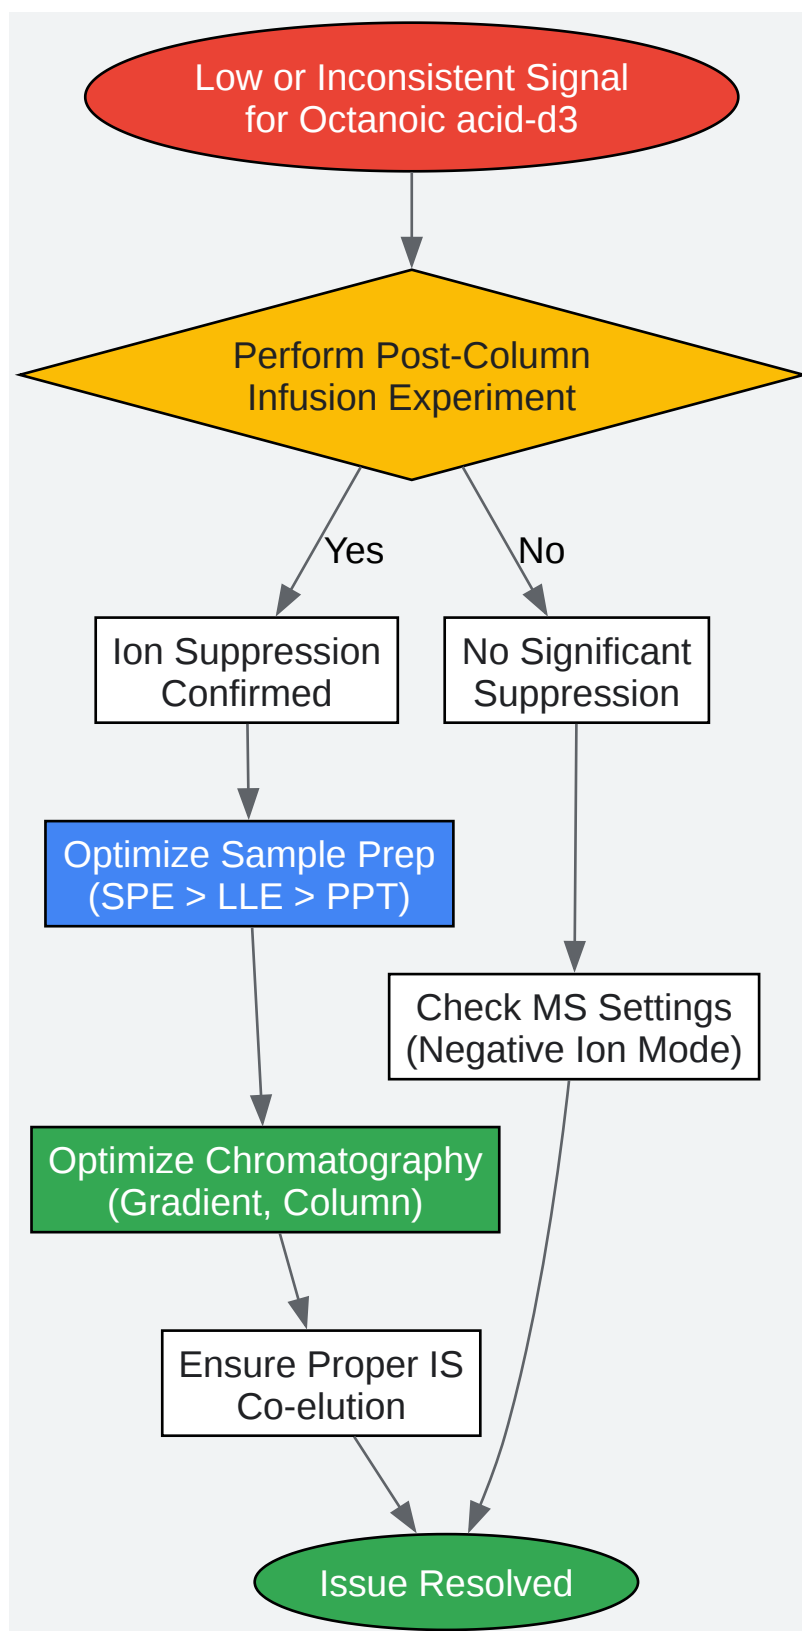 Low or Inconsistent Signal
for Octanoic acid-d3
Perform Post-Column
Infusion Experiment
Yes
No
Ion Suppression
Confirmed
No Significant
Suppression
Optimize Sample Prep
(SPE > LLE > PPT)
Check MS Settings
(Negative Ion Mode)
Optimize Chromatography
(Gradient, Column)
Ensure Proper IS
Co-elution
Issue Resolved